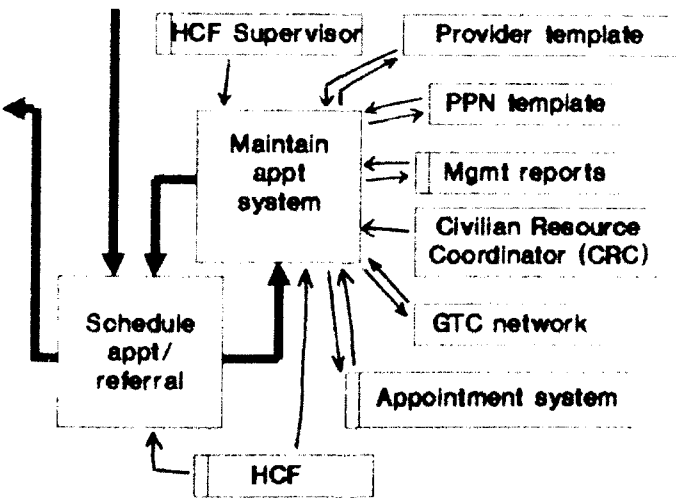 HCF Supervisor
Provider template
PPN template
Maintain
appt
system
Mgmt reports
Civilian Resource
Coordinator (CRC)
Schedule
appt/
referral
GTC network
Appointment system
HCF